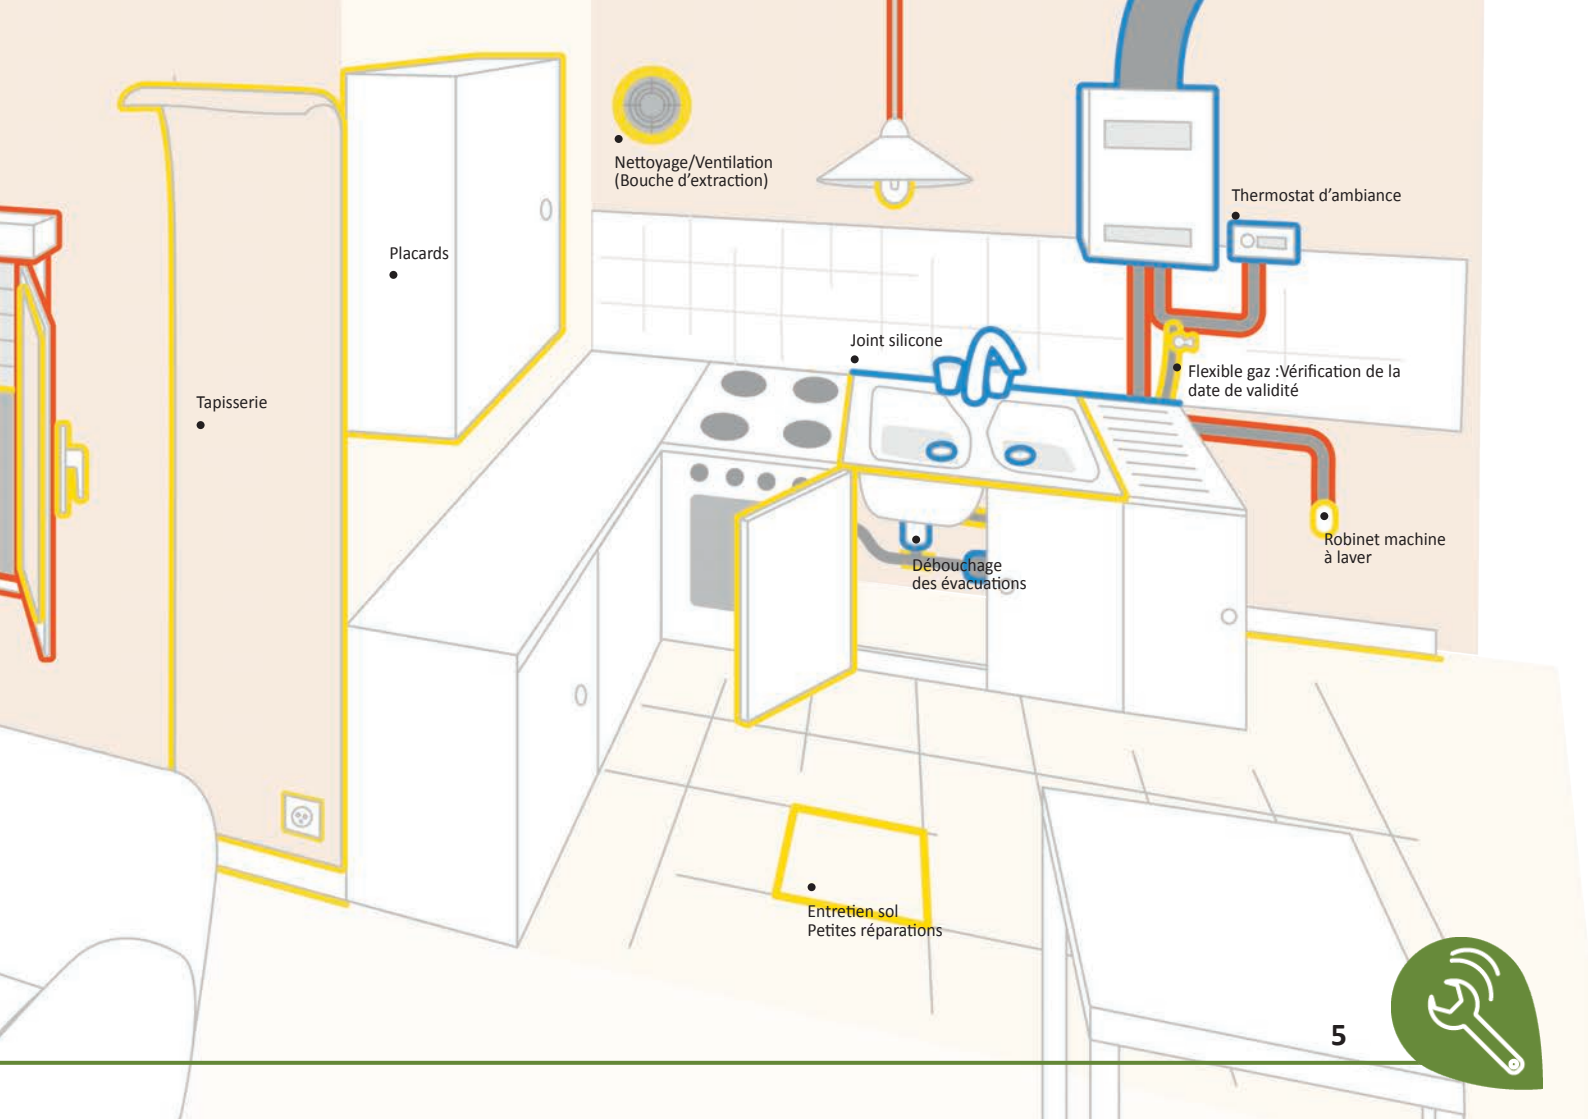 Nettoyage/Ventilation
(Bouche d’extraction)
Thermostat d’ambiance
Placards
Joint silicone
Flexible gaz :Vérification de la
date de validité
Tapisserie
Robinet machine
à laver
Débouchage
des évacuations
Entretien sol
Petites réparations
5